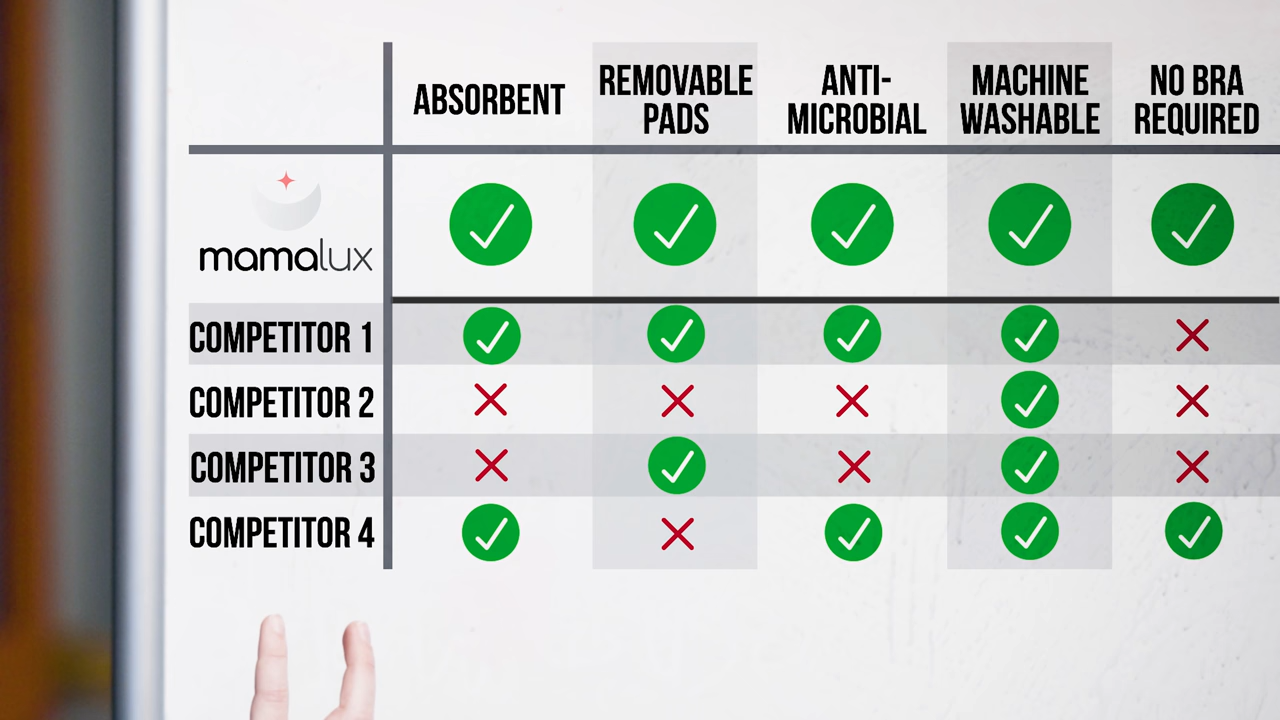 ABSORBENT
REMOVABLE
PADS
ANTI-
MICROBIAL
MACHINE
WASHABLE
NO BRA
REQUIRED
mamalux
COMPETITOR 1
COMPETITOR 2
COMPETITOR 3
COMPETITOR 4